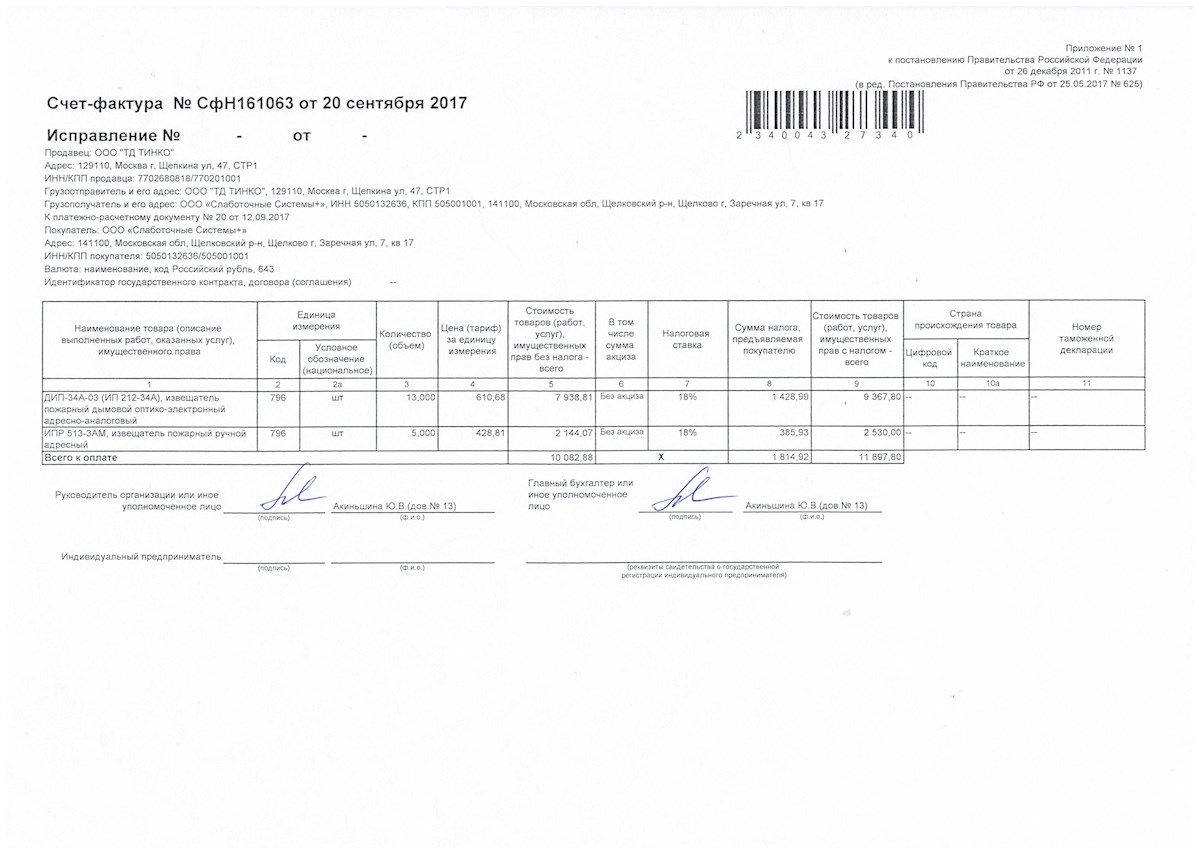 Приложение № 1
к постановлению Правительства Российской Федерации
от 26 декабря 2011 г. № 1137
(в ред. Постановления Правительства РФ от 25.05.2017 № 625)
Счет-фактура № СфН161063 от 20 сентября 2017
2 340043 27340
Исправление № - от -
Продавец: ООО "ТД ТИНКО"
Адрес: 129110, Москва г, Щепкина ул, 47, СТР1
ИНН/КПП продавца: 7702680818/770201001
Грузоотправитель и его адрес: ООО "ТД ТИНКО", 129110, Москва г, Щепкина ул, 47, СТР1
Грузополучатель и его адрес: ООО «Слаботочные Системы+», ИНН 5050132636, КПП 505001001, 141100, Московская обл, Щелковский р-н, Щелково г, Заречная ул, 7, кв 17
К платежно-расчетному документу № 20 от 12.09.2017
Покупатель: ООО «Слаботочные Системы+»
Адрес: 141100, Московская обл, Щелковский р-н, Щелково г, Заречная ул, 7, кв 17
ИНН/КПП покупателя: 5050132636/505001001
Валюта: наименование, код Российский рубль, 643
Идентификатор государственного контракта, договора (соглашения) --
Наименование товара (описание
выполненных работ, оказанных услуг),
имущественного права
Единица
измерения
Код
Условное
обозначение
(национальное)
Количество
(объем)
Цена (тариф)
за единицу
измерения
Стоимость
товаров (работ,
услуг),
имущественных
прав без налога -
всего
В том
числе
сумма
акциза
Налоговая
ставка
Сумма налога,
предъявляемая
покупателю
Стоимость товаров
(работ, услуг),
имущественных
прав с налогом -
всего
Страна
происхождения товара
Цифровой
код
Краткое
наименование
Номер
таможенной
декларации
1 2 2а 3 4 5 6 7 8 9 10 10а 11
ДИП-34А-03 (ИП 212-34А), извещатель 796 шт 13,000 610,68 7 938,81 Без акциза 18% 1 428,99 9 367,80 -- -- --
пожарный дымовой оптико-электронный
адресно-аналоговый
ИПР 513-3АМ, извещатель пожарный ручной 796 шт 5,000 428,81 2 144,07 Без акциза 18% 385,93 2 530,00 -- -- --
адресный
Всего к оплате 10 082,88 X 1 814,92 11 897,80
Руководитель организации или иное
уполномоченное лицо Акиньшина Ю.В.(дов.№ 13)
(подпись) (ф.и.о.)
Главный бухгалтер или
иное уполномоченное
лицо Акиньшина Ю.В.(дов.№ 13)
(подпись) (ф.и.о.)
Индивидуальный предприниматель
(подпись) (ф.и.о.)
(реквизиты свидетельства о государственной
регистрации индивидуального предпринимателя)